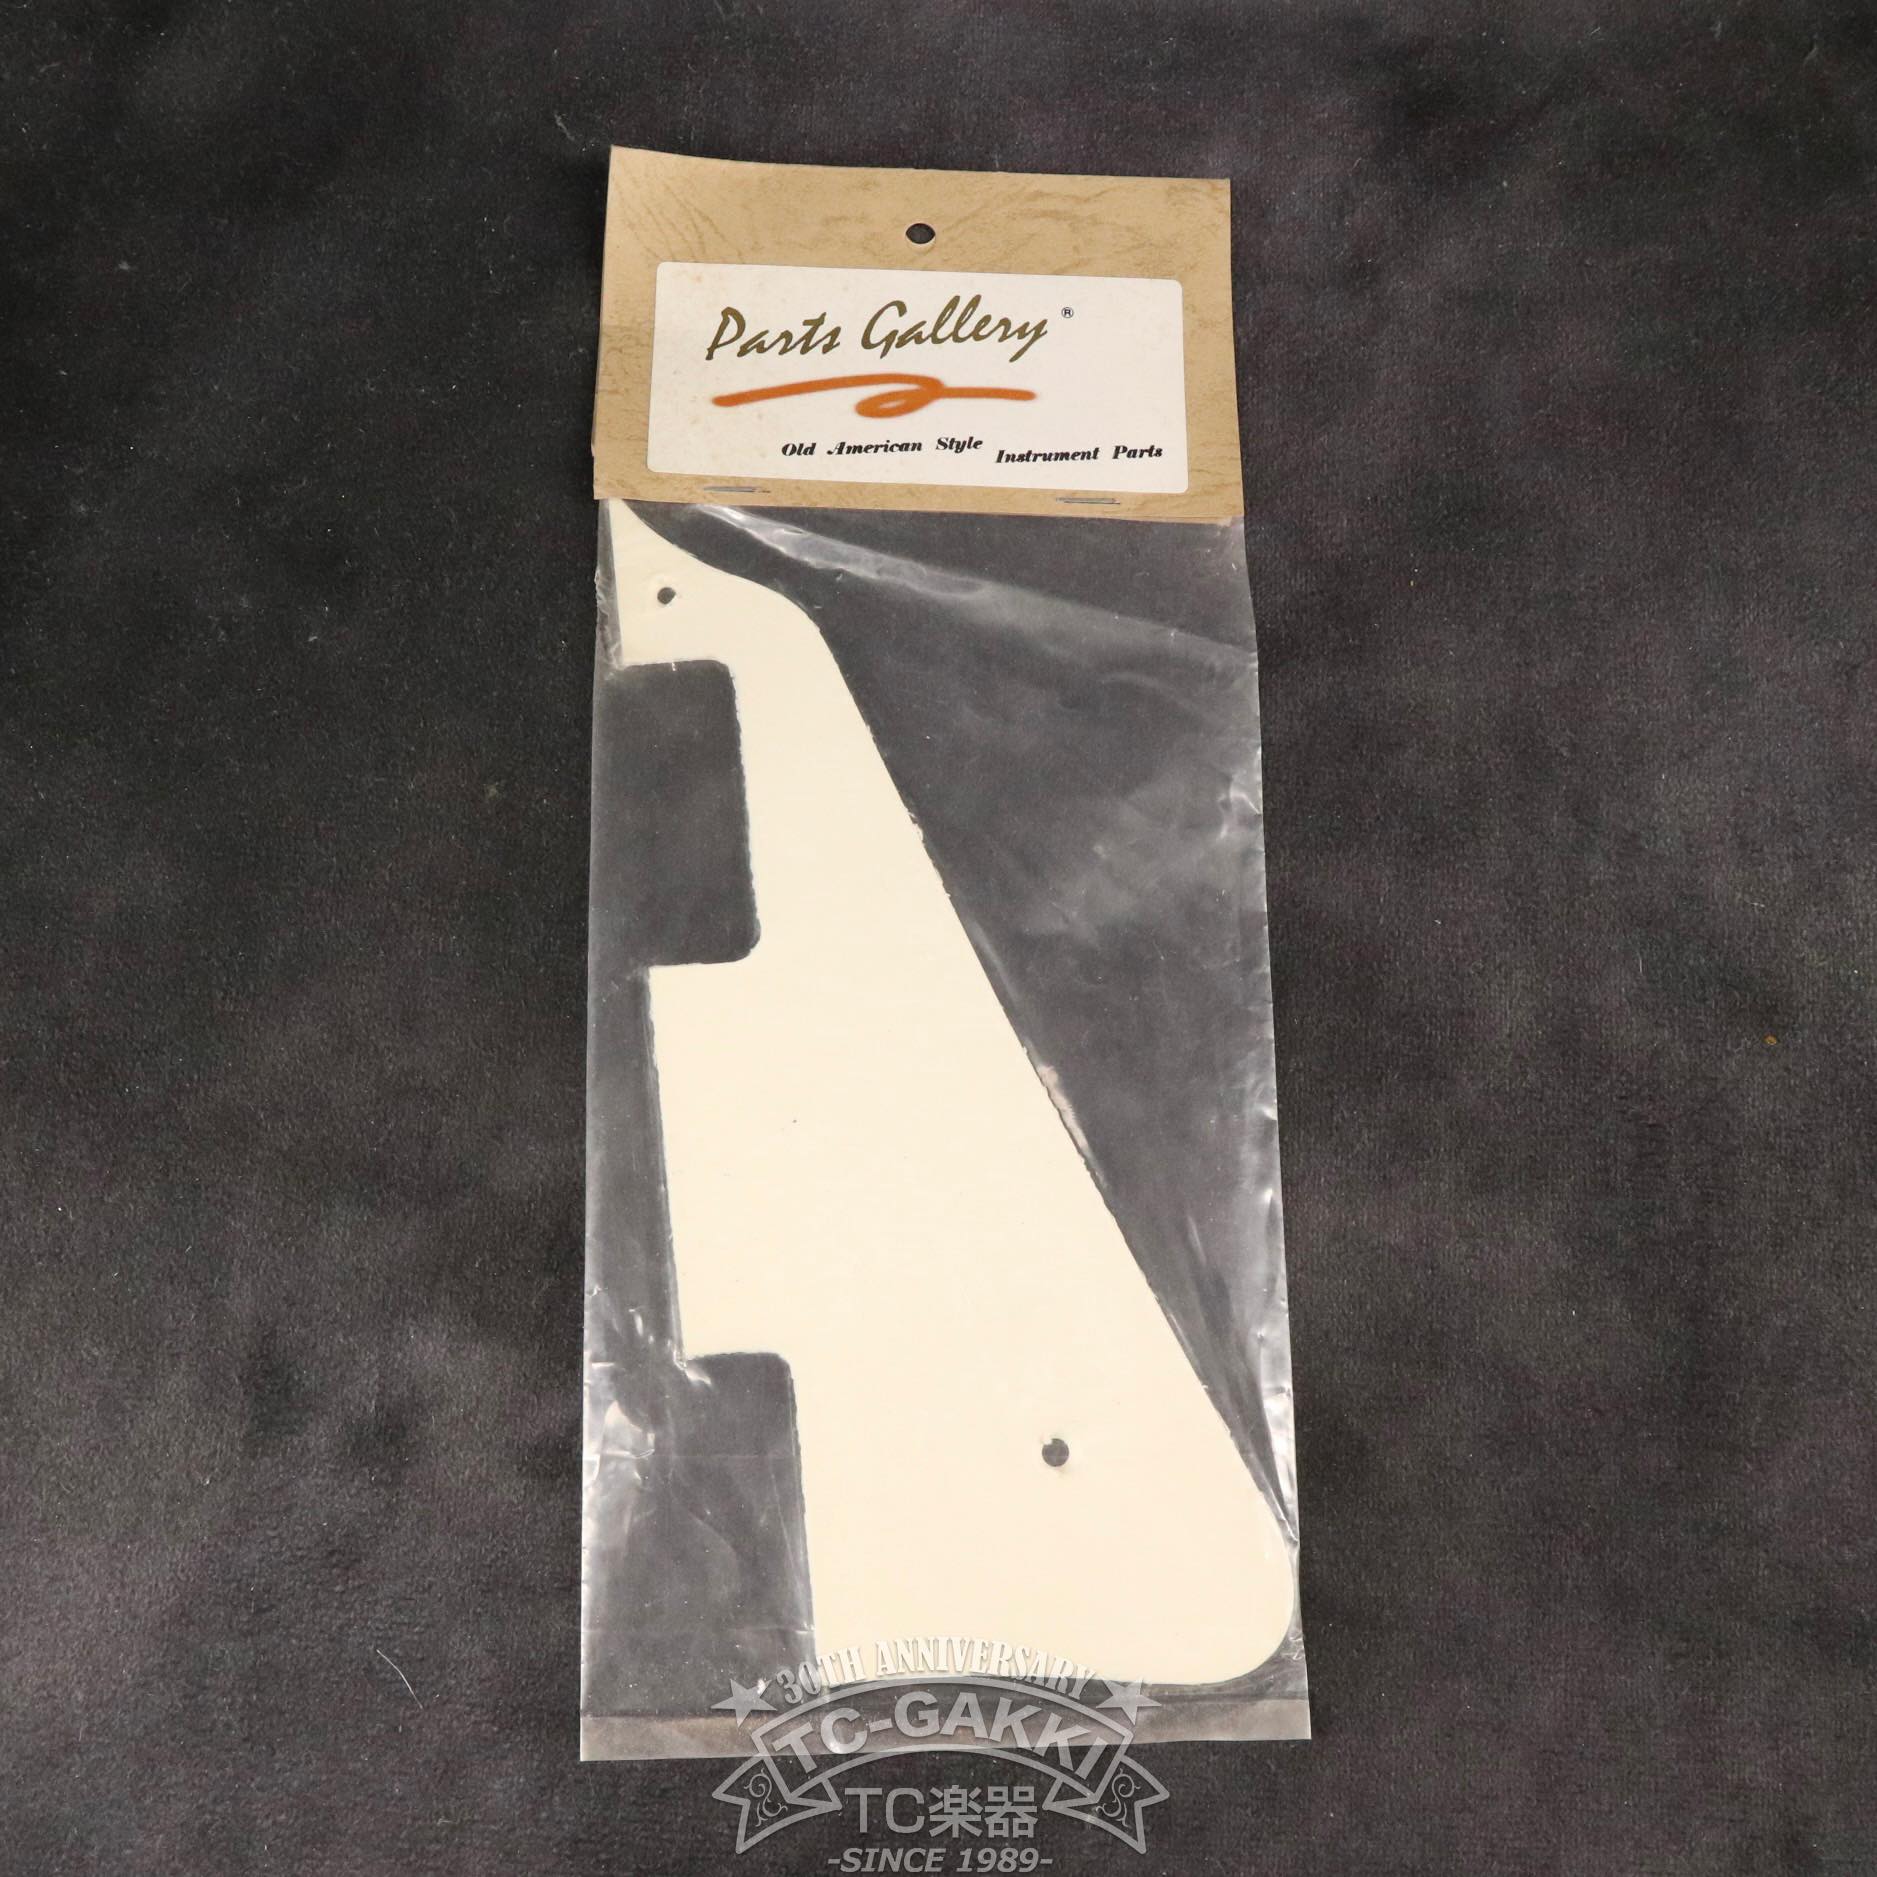 Parts Gallery®
Old American Style Instrument Parts
30TH ANNIVERSARY
TC-GAKKI
TC楽器
-SINCE 1989-